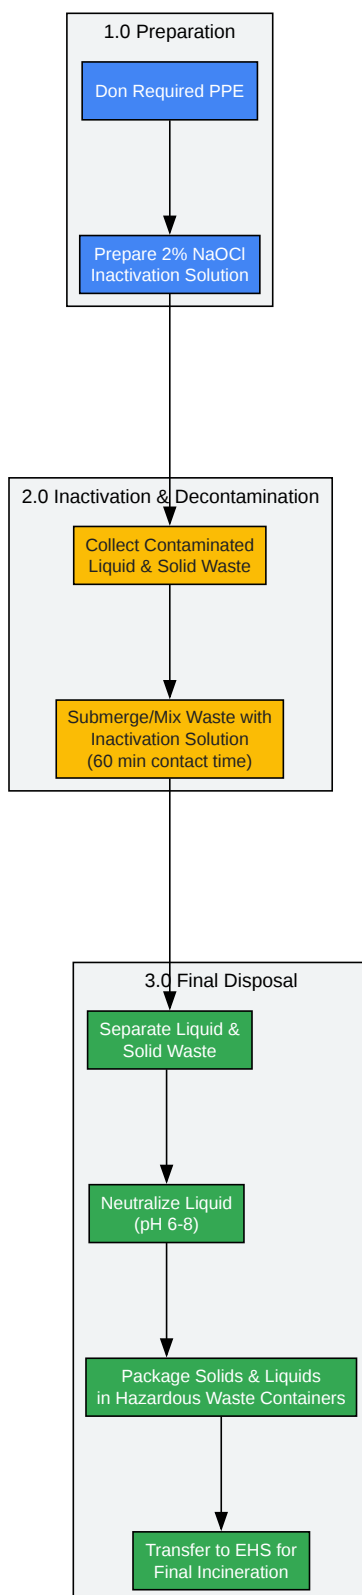 1.0 Preparation
Don Required PPE
Prepare 2% NaOCl
Inactivation Solution
2.0 Inactivation & Decontamination
Collect Contaminated
Liquid & Solid Waste
Submerge/Mix Waste with
Inactivation Solution
(60 min contact time)
3.0 Final Disposal
Separate Liquid &
Solid Waste
Neutralize Liquid
(pH 6-8)
Package Solids & Liquids
in Hazardous Waste Containers
Transfer to EHS for
Final Incineration